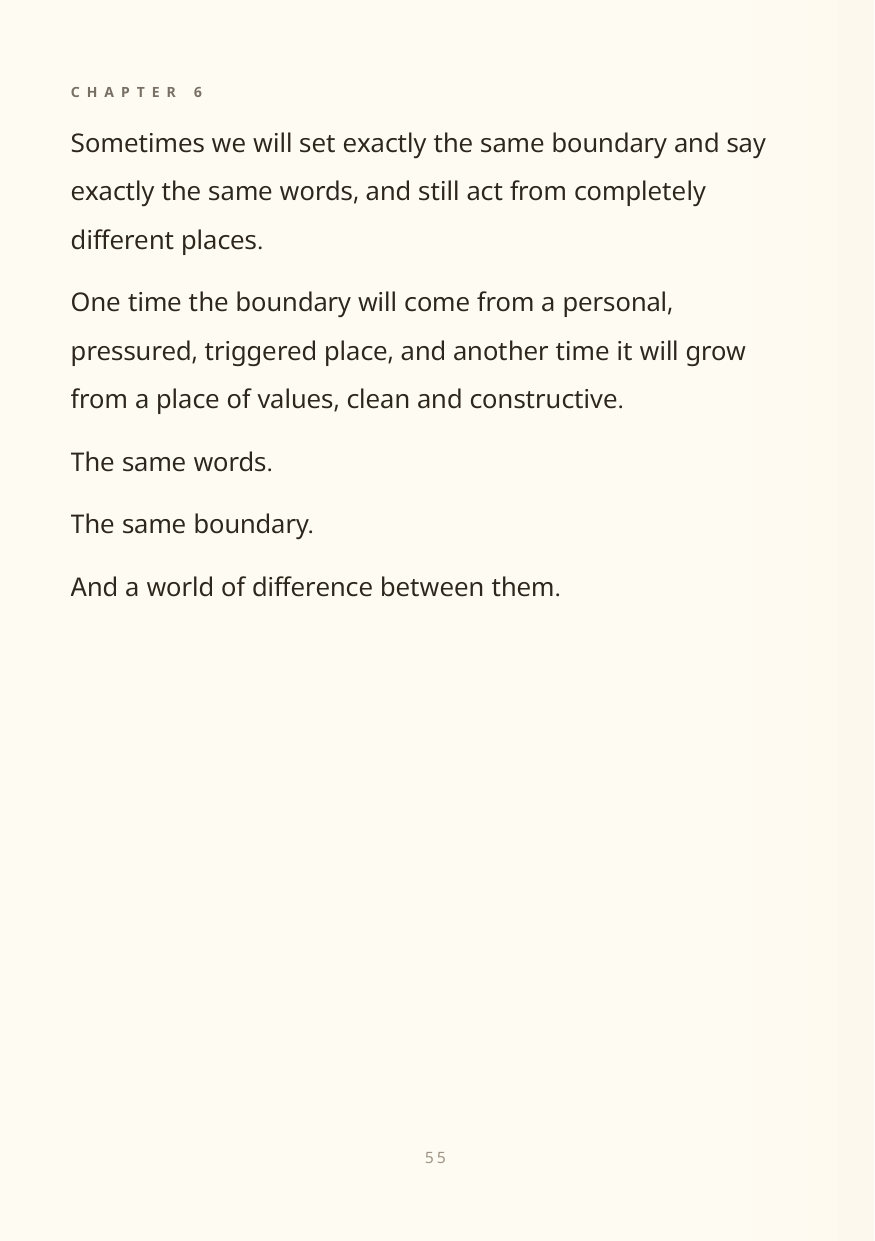 CHAPTER 6
Sometimes we will set exactly the same boundary and say
exactly the same words, and still act from completely
different places.
One time the boundary will come from a personal,
pressured, triggered place, and another time it will grow
from a place of values, clean and constructive.
The same words.
The same boundary.
And a world of difference between them.
55